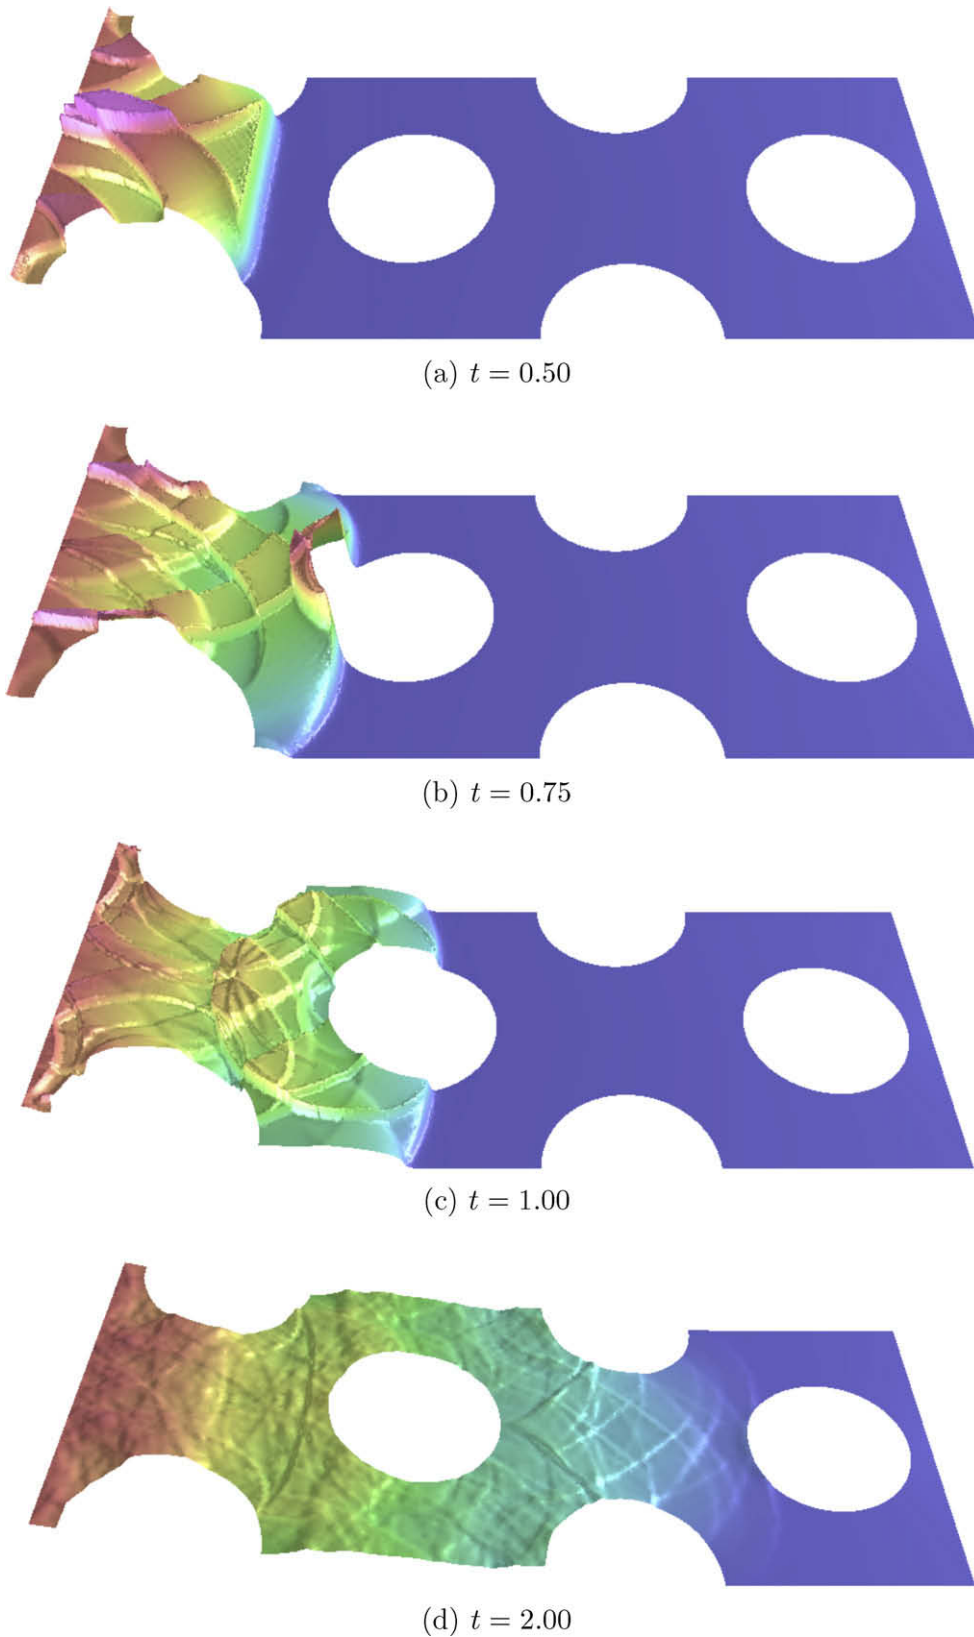 (a) t = 0.50
(b) t = 0.75
(c) t = 1.00
(d) t = 2.00